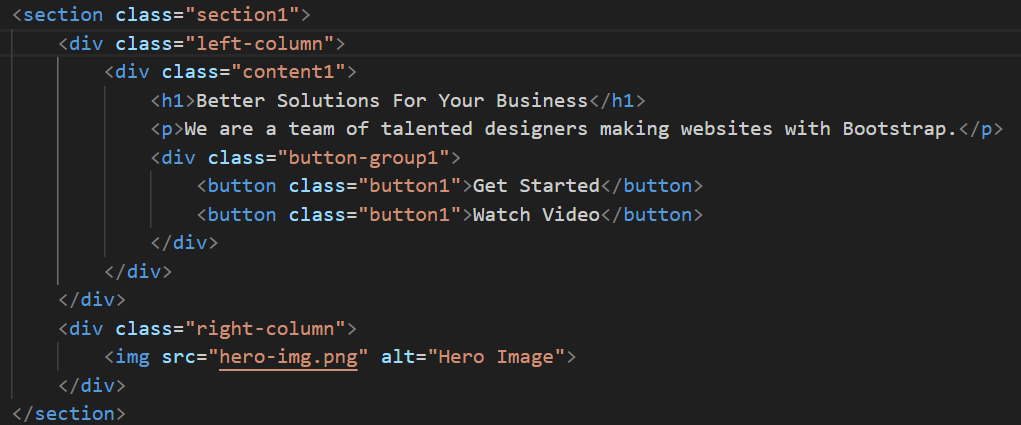 <section class="section1">
    <div class="left-column">
        <div class="content1">
            <h1>Better Solutions For Your Business</h1>
            <p>We are a team of talented designers making websites with Bootstrap.</p>
            <div class="button-group1">
                <button class="button1">Get Started</button>
                <button class="button1">Watch Video</button>
            </div>
        </div>
    </div>
    <div class="right-column">
        <img src="hero-img.png" alt="Hero Image">
    </div>
</section>